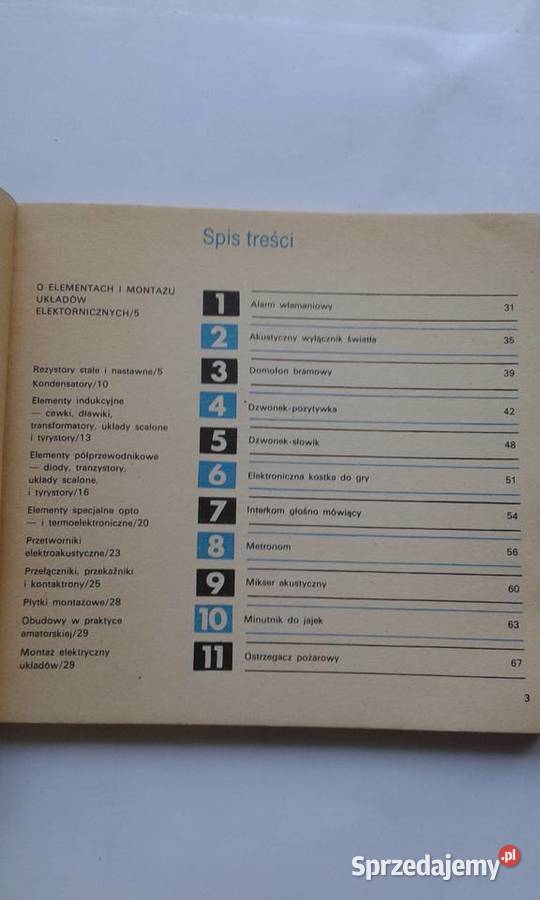 Spis treści
O ELEMENTACH I MONTAŻU
UKŁADÓW
ELEKTORNICZNYCH/5
Rezystory stałe i nastawne/5
Kondensatory/10
Elementy indukcyjne
— cewki, dławiki,
transformatory, układy scalone
i tyrystory/13
Elementy półprzewodnikowe
— diody, tranzystory,
układy scalone,
i tyrystory/16
Elementy specjalne opto
— i termoelektroniczne/20
Przetworniki
elektroakustyczne/23
Przełączniki, przekaźniki
i kontaktrony/25
Płytki montażowe/28
Obudowy w praktyce
amatorskiej/29
Montaż elektryczny
układów/29
1 Alarm włamaniowy 31
2 Akustyczny wyłącznik światła 35
3 Domofon bramowy 39
4 Dzwonek-pozytywka 42
5 Dzwonek-słowik 48
6 Elektroniczna kostka do gry 51
7 Interkom głośno mówiący 54
8 Metronom 56
9 Mikser akustyczny 60
10 Minutnik do jajek 63
11 Ostrzegacz pożarowy 67
3
Sprzedajemy.pl